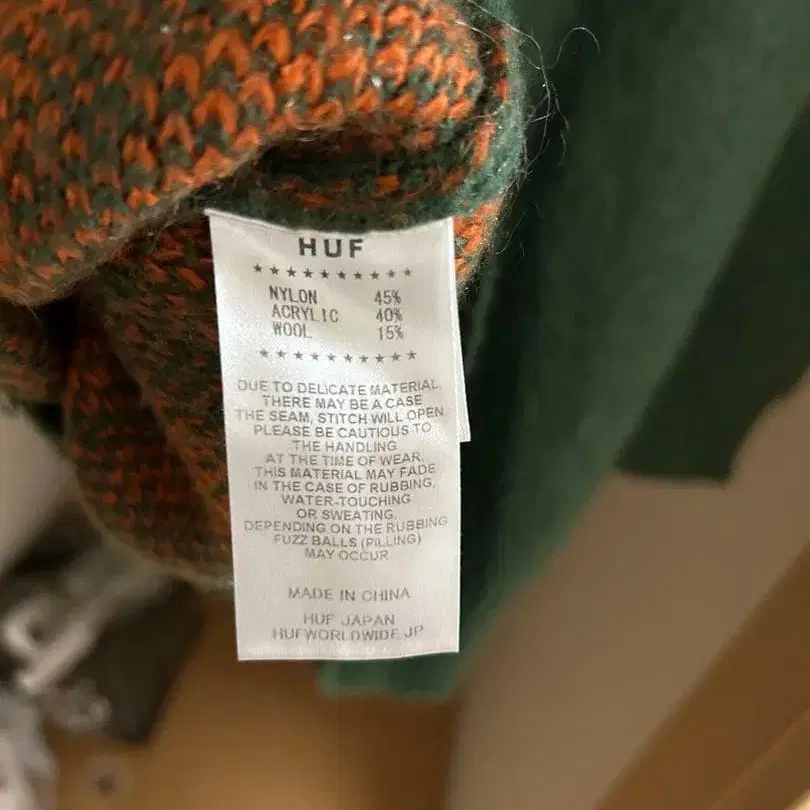 HUF
★★★★★★★★★★
NYLON 45%
ACRYLIC 40%
WOOL 15%
★★★★★★★★★★
DUE TO DELICATE MATERIAL.
THERE MAY BE A CASE
THE SEAM, STITCH WILL OPEN.
PLEASE BE CAUTIOUS TO
THE HANDLING
AT THE TIME OF WEAR.
THIS MATERIAL MAY FADE
IN THE CASE OF RUBBING,
WATER-TOUCHING
OR SWEATING.
DEPENDING ON THE RUBBING
FUZZ BALLS (PILLING)
MAY OCCUR
MADE IN CHINA
HUF JAPAN
HUFWORLDWIDE.JP